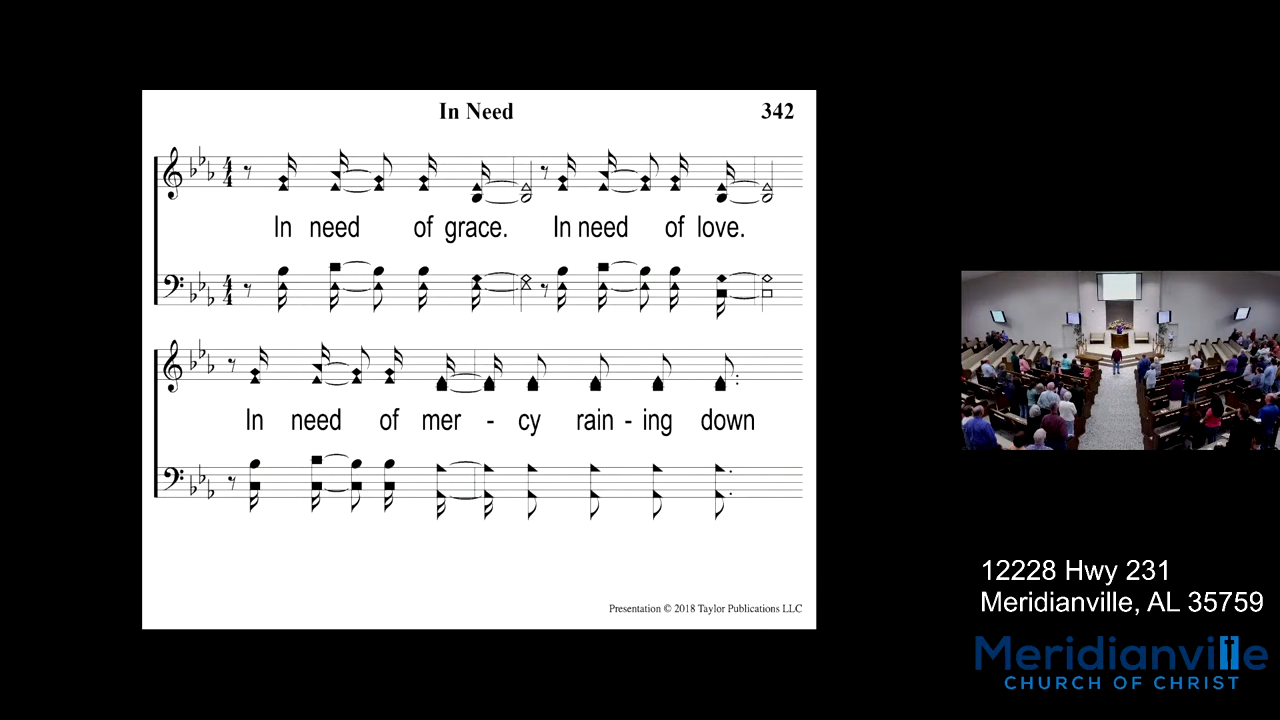 In Need 342
In need of grace. In need of love.
In need of mer - cy rain - ing down
Presentation © 2018 Taylor Publications LLC
12228 Hwy 231
Meridianville, AL 35759
Meridianville
CHURCH OF CHRIST